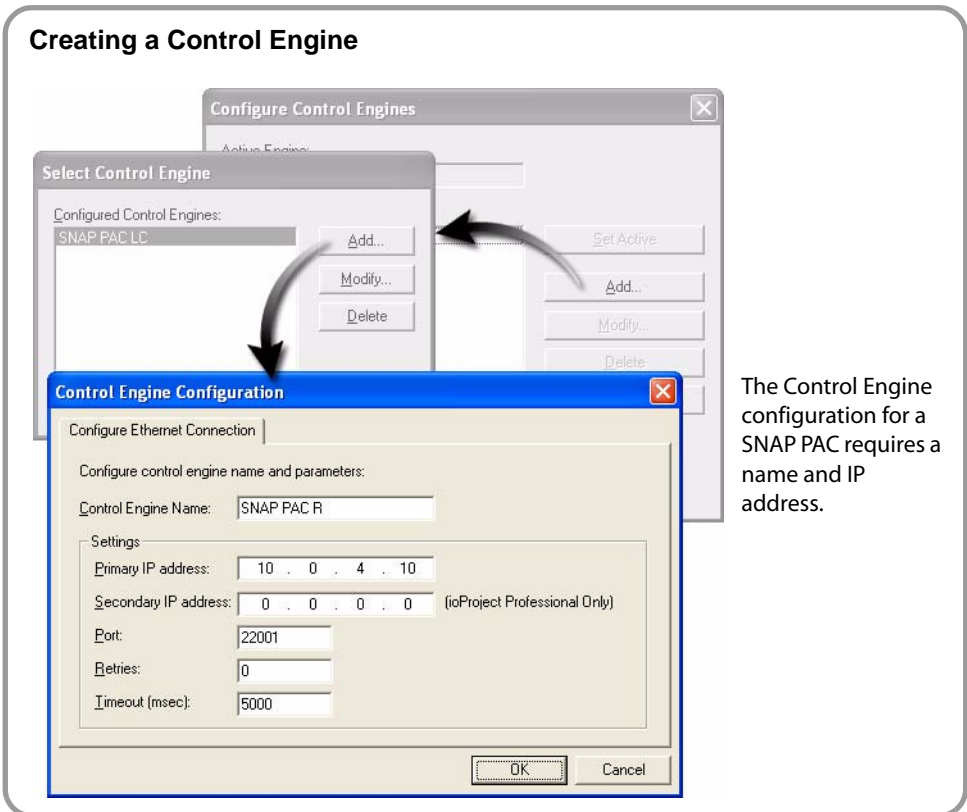 Creating a Control Engine
Configure Control Engines
Active Engine:
Select Control Engine
Configured Control Engines:
SNAP PAC LC
Add...
Modify...
Delete
Set Active
Add...
Modify...
Delete
Control Engine Configuration
Configure Ethernet Connection
Configure control engine name and parameters:
Control Engine Name: SNAP PAC R
Settings
Primary IP address: 10 . 0 . 4 . 10
Secondary IP address: 0 . 0 . 0 . 0 (ioProject Professional Only)
Port: 22001
Retries: 0
Timeout (msec): 5000
OK Cancel
The Control Engine
configuration for a
SNAP PAC requires a
name and IP
address.